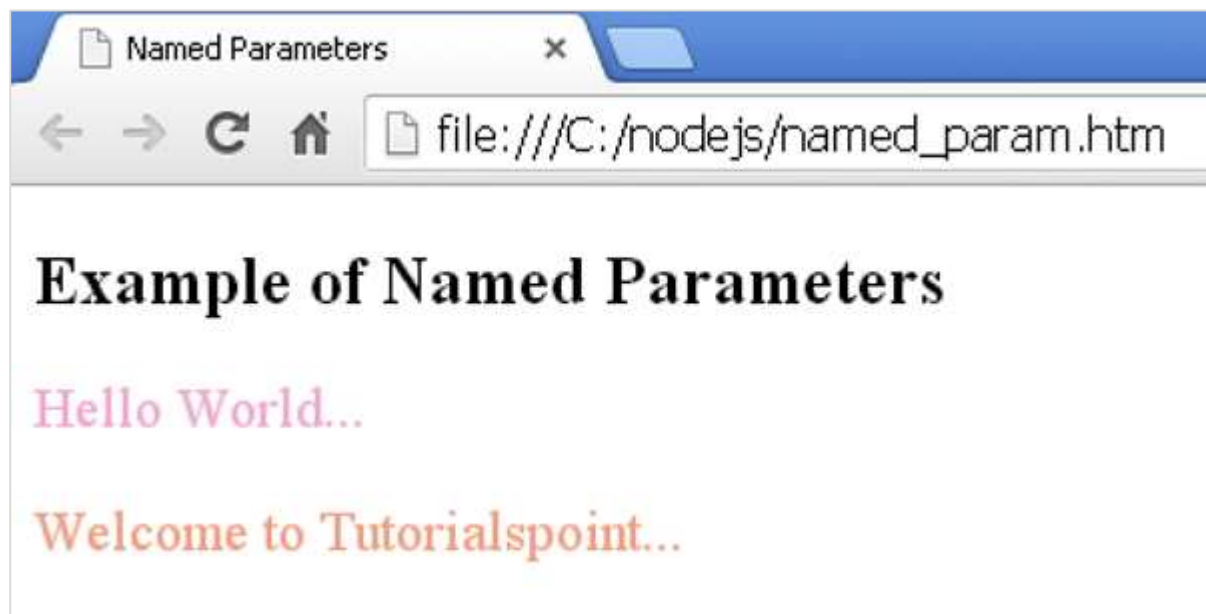 Named Parameters
file:///C:/nodejs/named_param.htm
Example of Named Parameters
Hello World...
Welcome to Tutorialspoint...